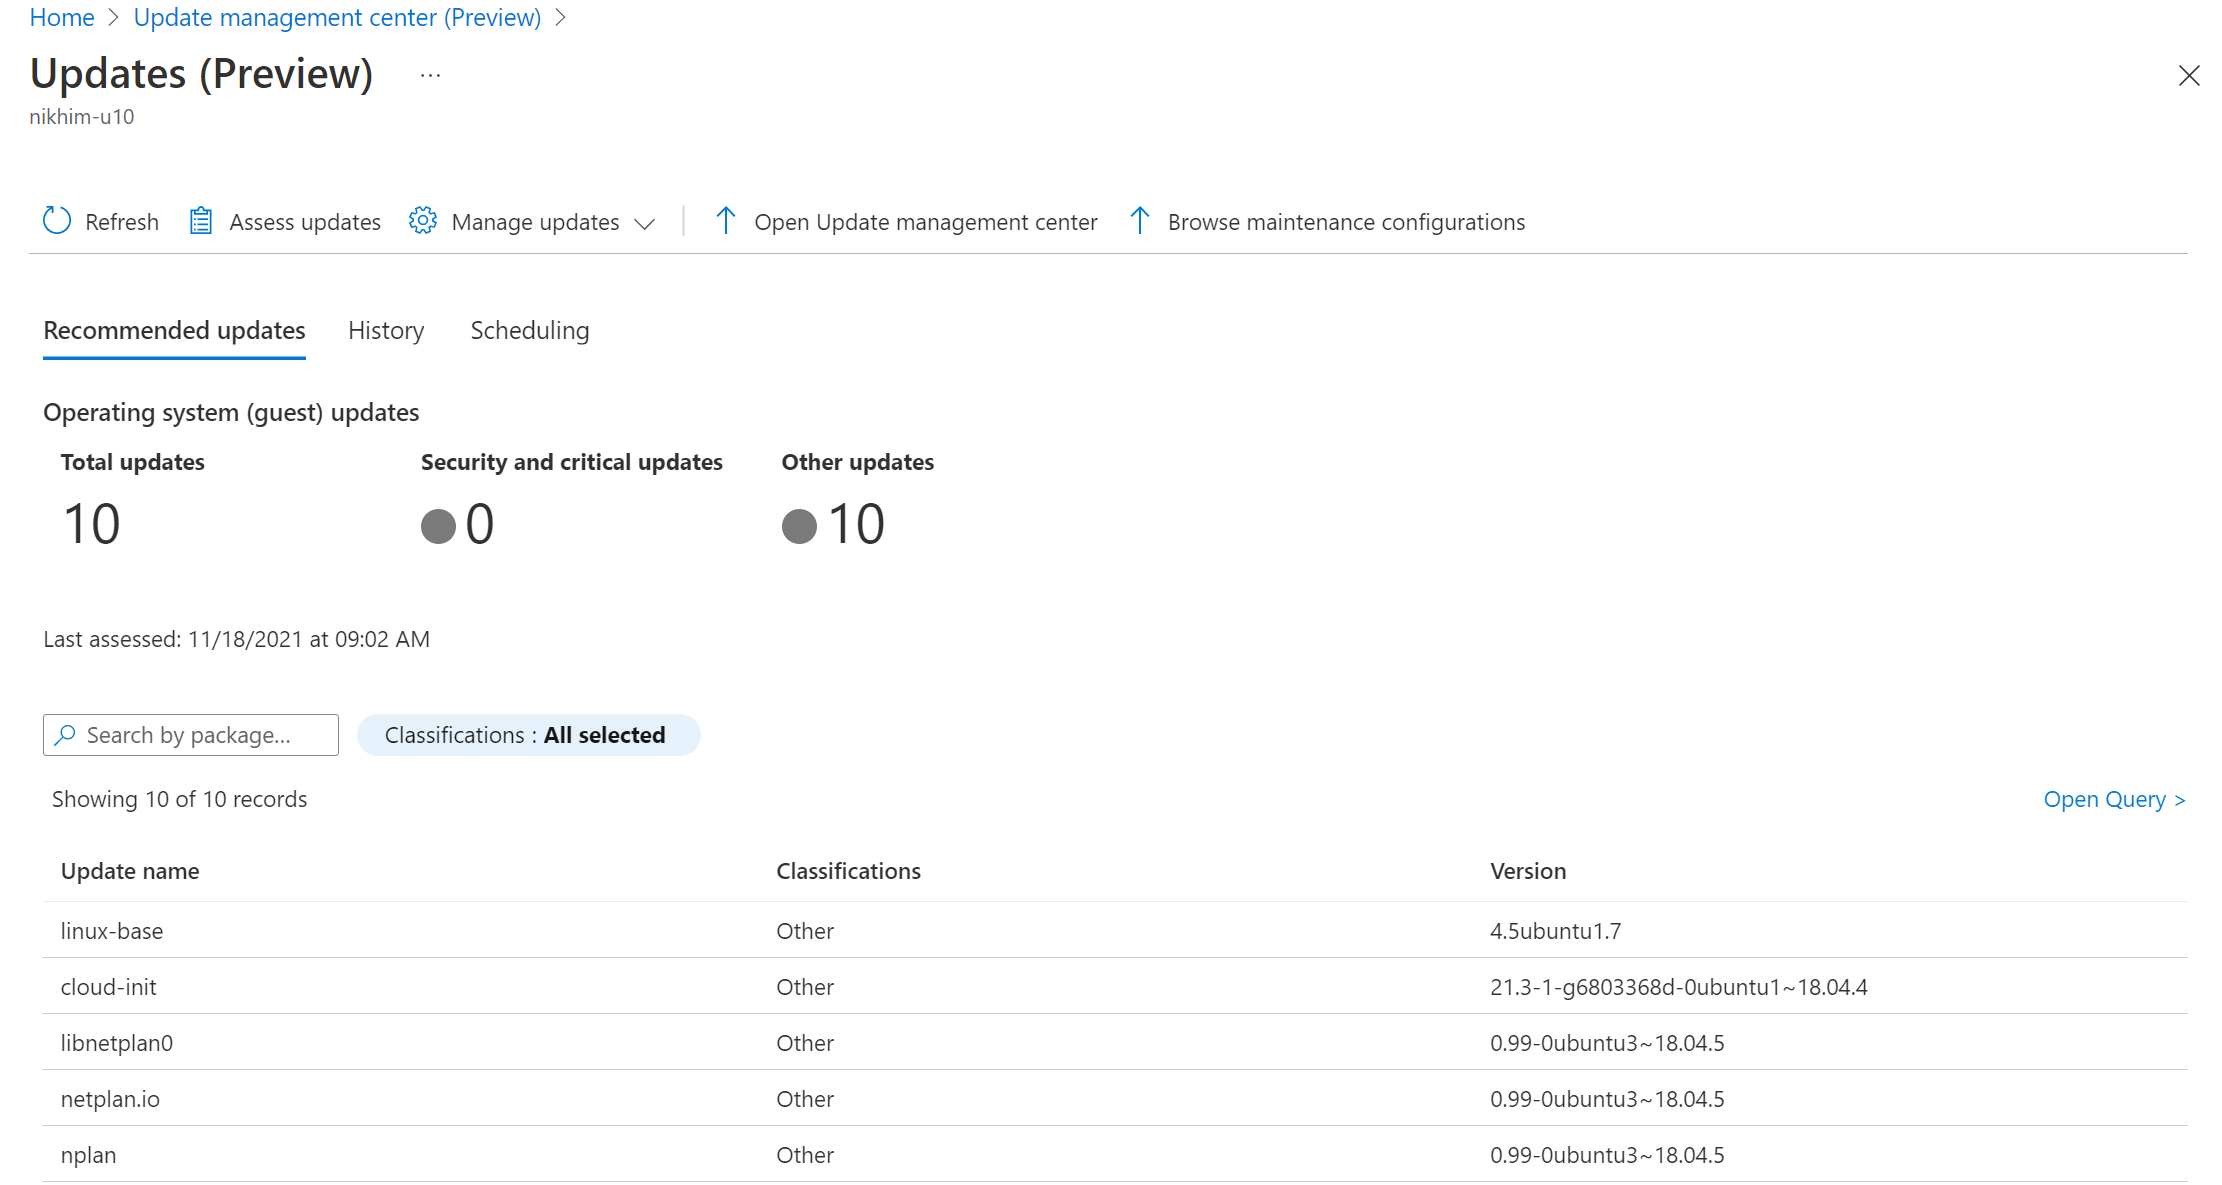 Home > Update management center (Preview) >
Updates (Preview) ...
nikhim-u10
Refresh Assess updates Manage updates Open Update management center Browse maintenance configurations
Recommended updates History Scheduling
Operating system (guest) updates
Total updates Security and critical updates Other updates
10 0 10
Last assessed: 11/18/2021 at 09:02 AM
Search by package... Classifications : All selected
Showing 10 of 10 records Open Query >
Update name Classifications Version
linux-base Other 4.5ubuntu1.7
cloud-init Other 21.3-1-g6803368d-0ubuntu1~18.04.4
libnetplan0 Other 0.99-0ubuntu3~18.04.5
netplan.io Other 0.99-0ubuntu3~18.04.5
nplan Other 0.99-0ubuntu3~18.04.5